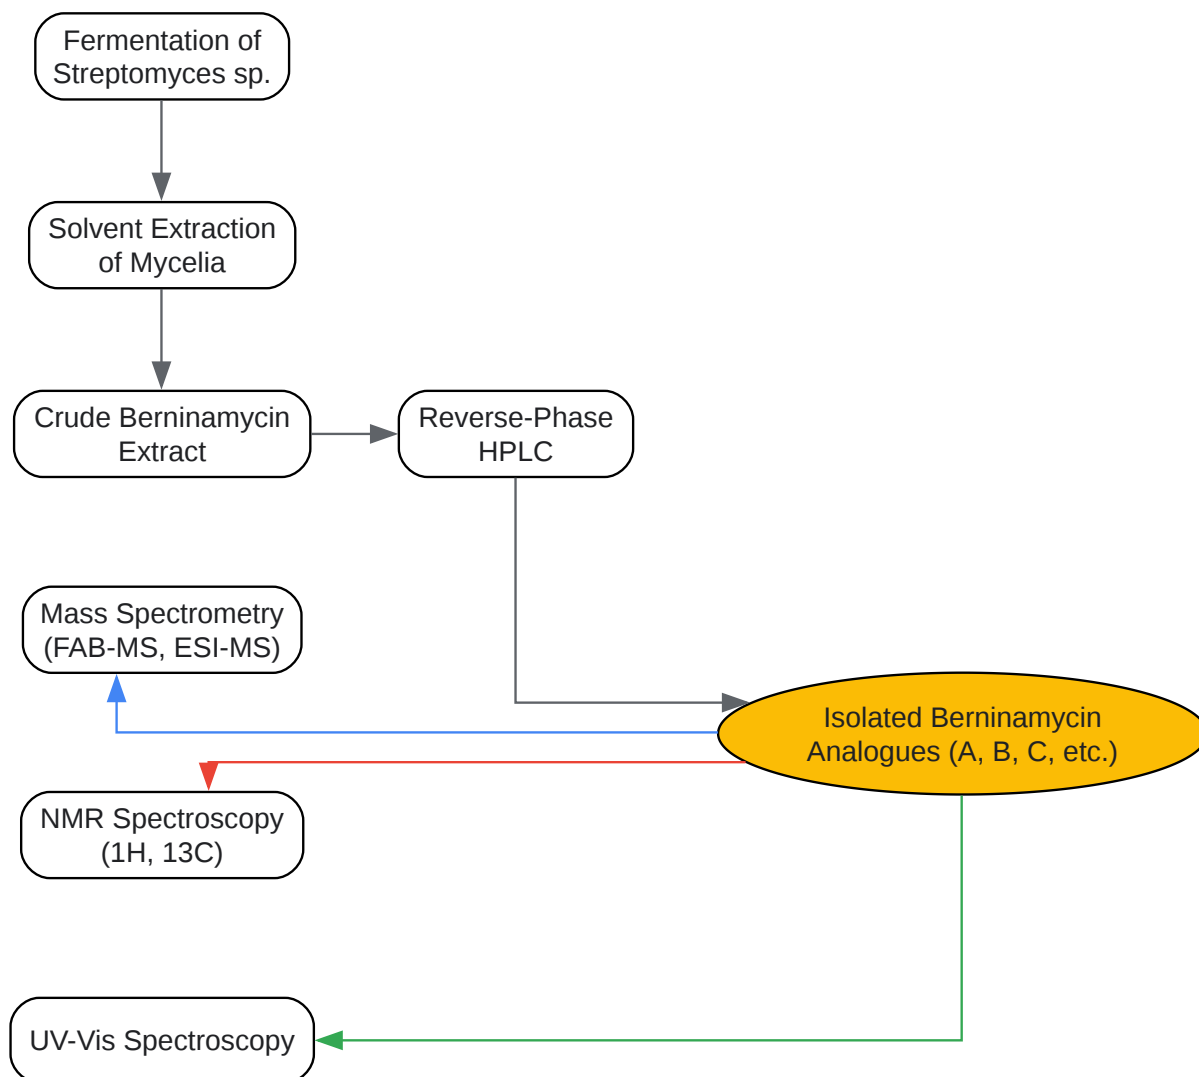 Fermentation of
Streptomyces sp.
Solvent Extraction
of Mycelia
Crude Berninamycin
Extract
Reverse-Phase
HPLC
Mass Spectrometry
(FAB-MS, ESI-MS)
Isolated Berninamycin
Analogues (A, B, C, etc.)
NMR Spectroscopy
(1H, 13C)
UV-Vis Spectroscopy